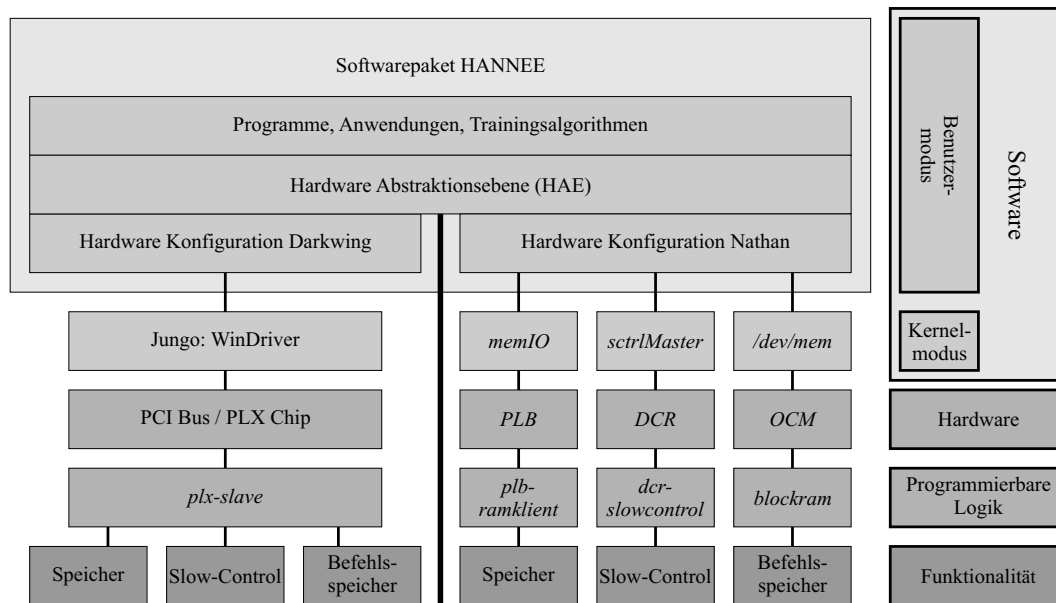 Softwarepaket HANNEE
Programme, Anwendungen, Trainingsalgorithmen
Hardware Abstraktionsebene (HAE)
Hardware Konfiguration Darkwing
Hardware Konfiguration Nathan
Benutzer-
modus
Software
Jungo: WinDriver
memIO
sctrlMaster
/dev/mem
Kernel-
modus
PCI Bus / PLX Chip
PLB
DCR
OCM
Hardware
plx-slave
plb-
ramklient
dcr-
slowcontrol
blockram
Programmierbare
Logik
Speicher
Slow-Control
Befehls-
speicher
Speicher
Slow-Control
Befehls-
speicher
Funktionalität